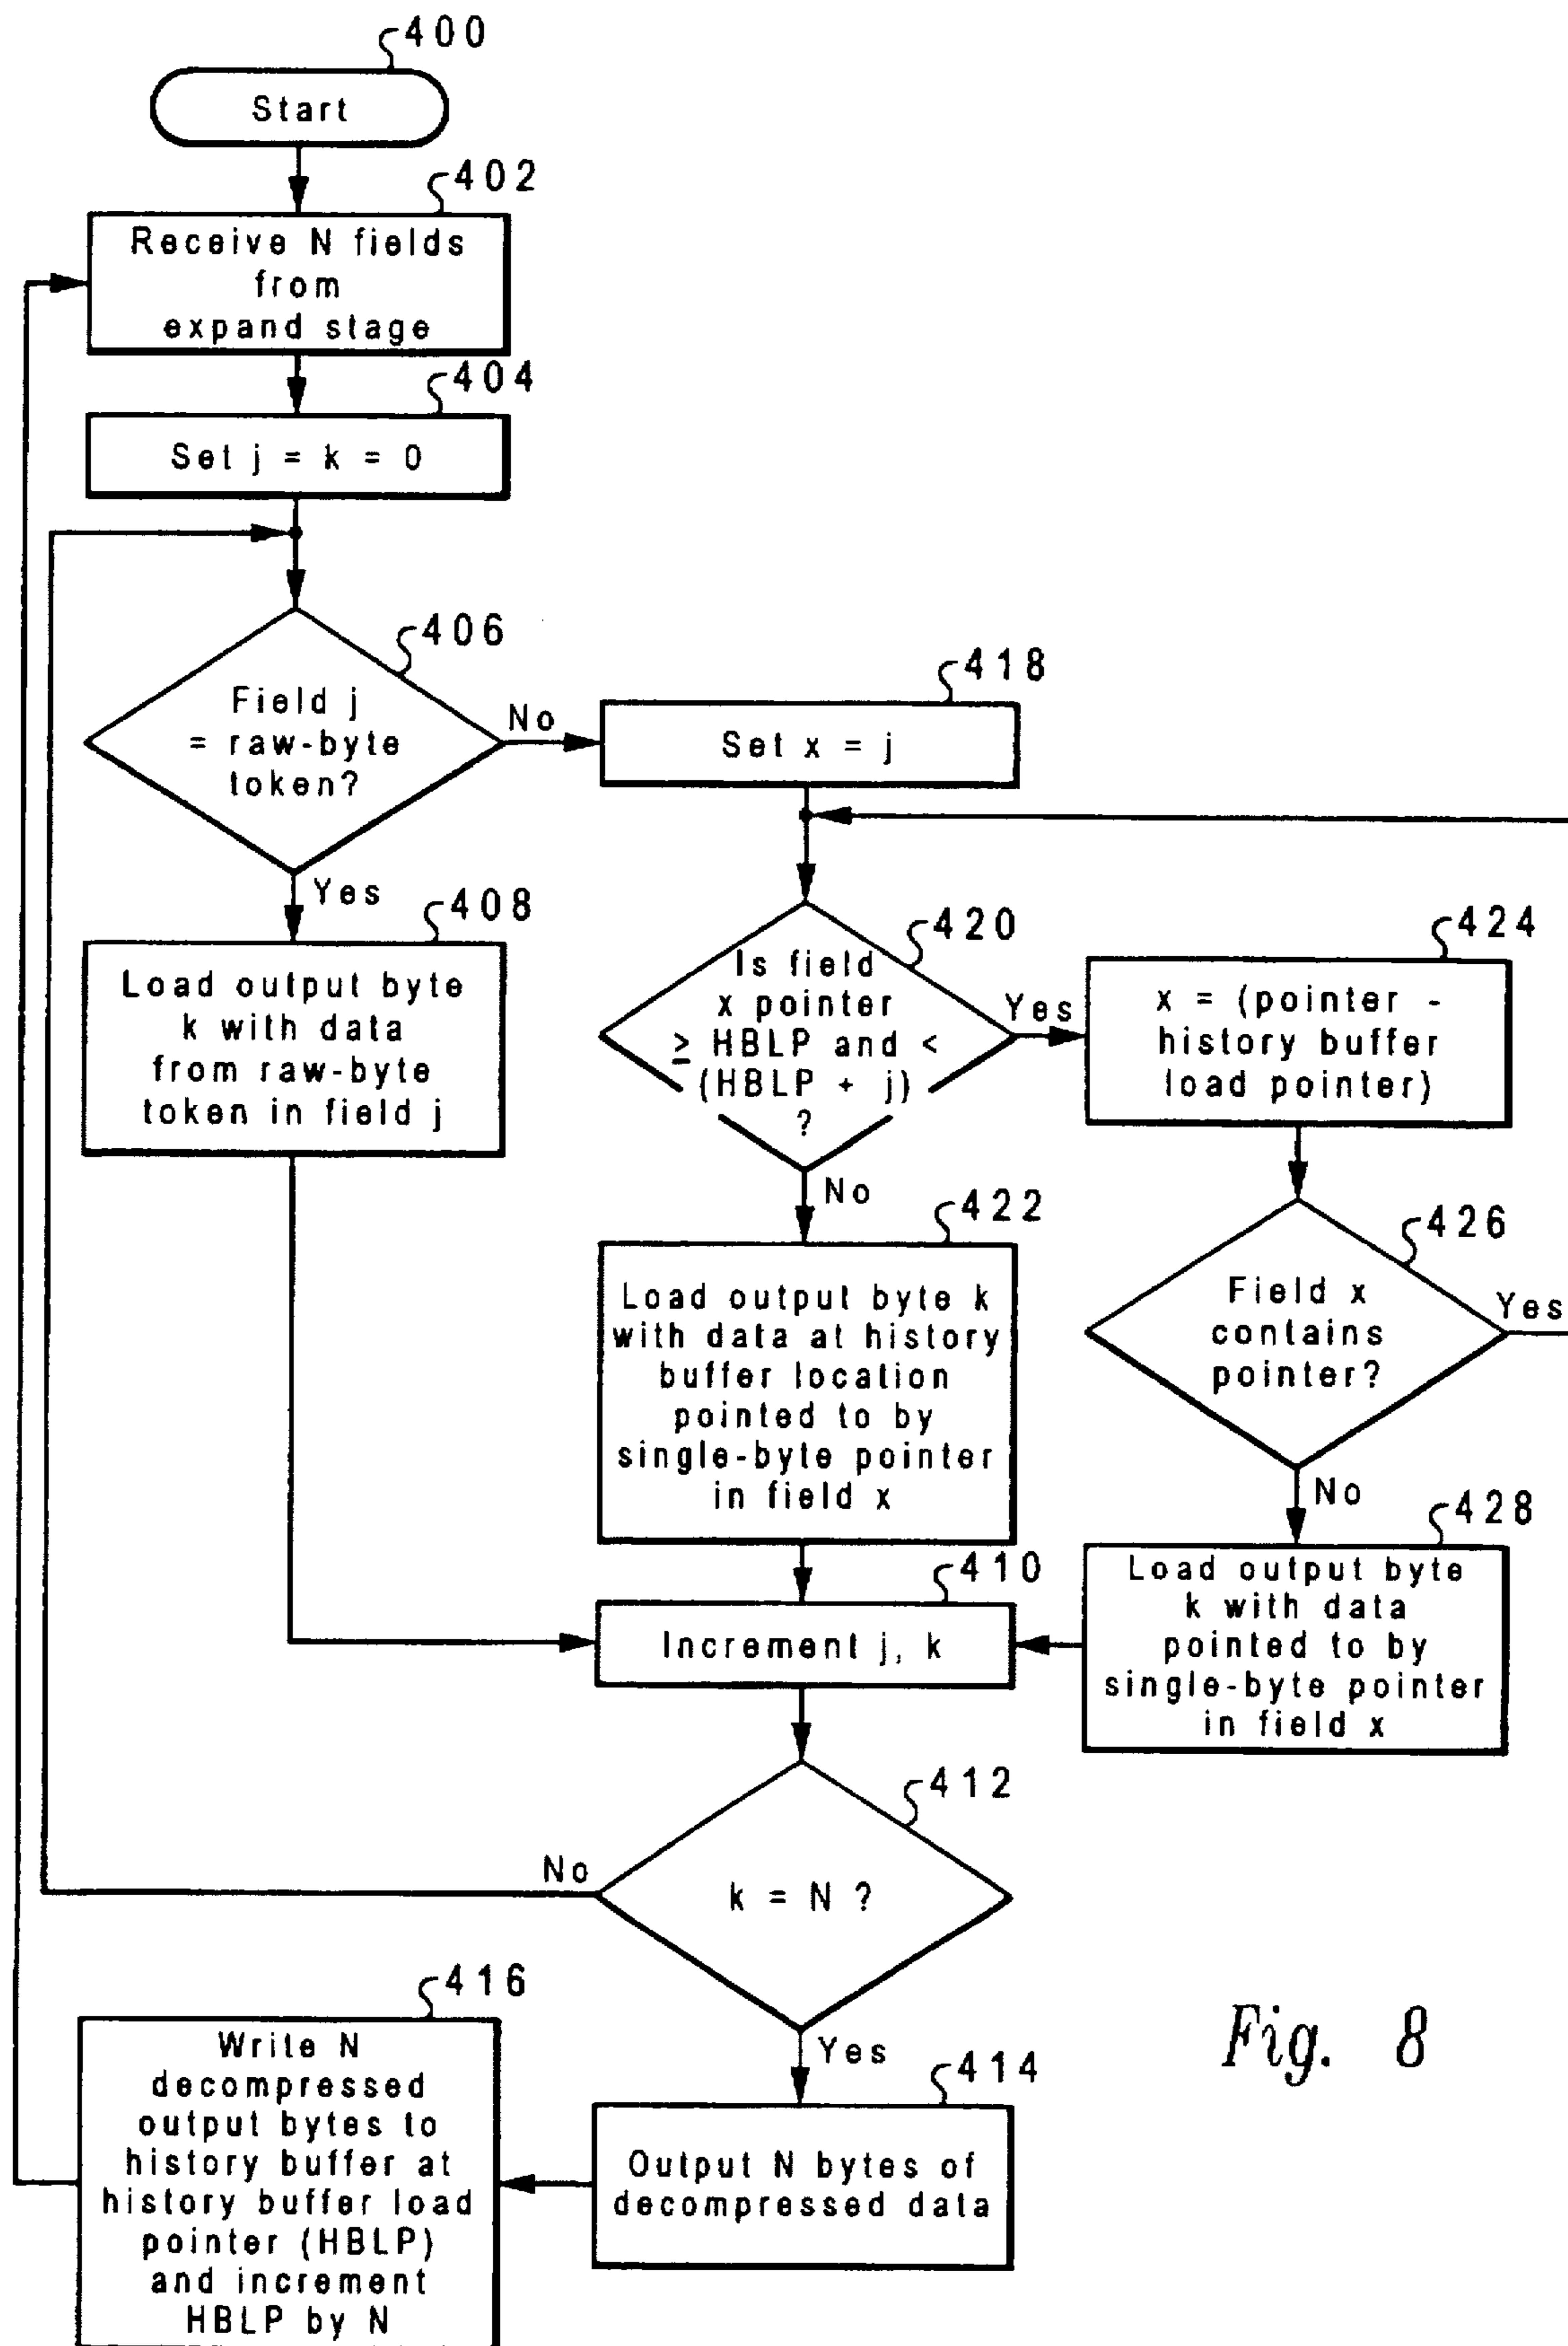 400
Start
402
Receive N fields
from
expand stage
404
Set j = k = 0
406
Field j
= raw-byte
token?
No
Yes
408
Load output byte
k with data
from raw-byte
token in field j
418
Set x = j
420
Is field
x pointer
≥ HBLP and <
(HBLP + j)
?
Yes
No
424
x = (pointer -
history buffer
load pointer)
422
Load output byte k
with data at history
buffer location
pointed to by
single-byte pointer
in field x
426
Field x
contains
pointer?
Yes
No
428
Load output byte
k with data
pointed to by
single-byte pointer
in field x
410
Increment j, k
412
k = N ?
No
Yes
414
Output N bytes of
decompressed data
416
Write N
decompressed
output bytes to
history buffer at
history buffer load
pointer (HBLP)
and increment
HBLP by N
Fig. 8